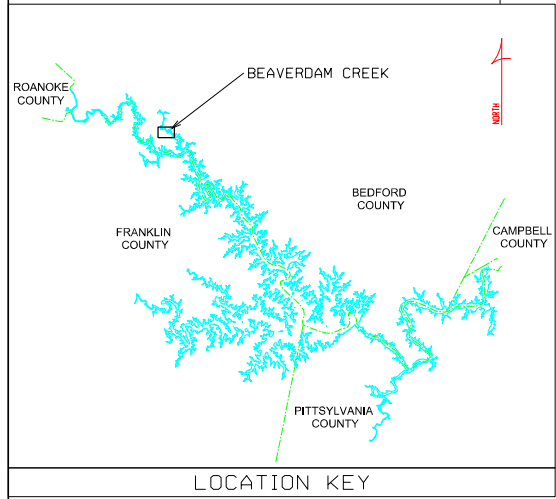 BEAVERDAM CREEK
ROANOKE
COUNTY
NORTH
BEDFORD
COUNTY
FRANKLIN
COUNTY
CAMPBELL
COUNTY
PITTSYLVANIA
COUNTY
LOCATION KEY